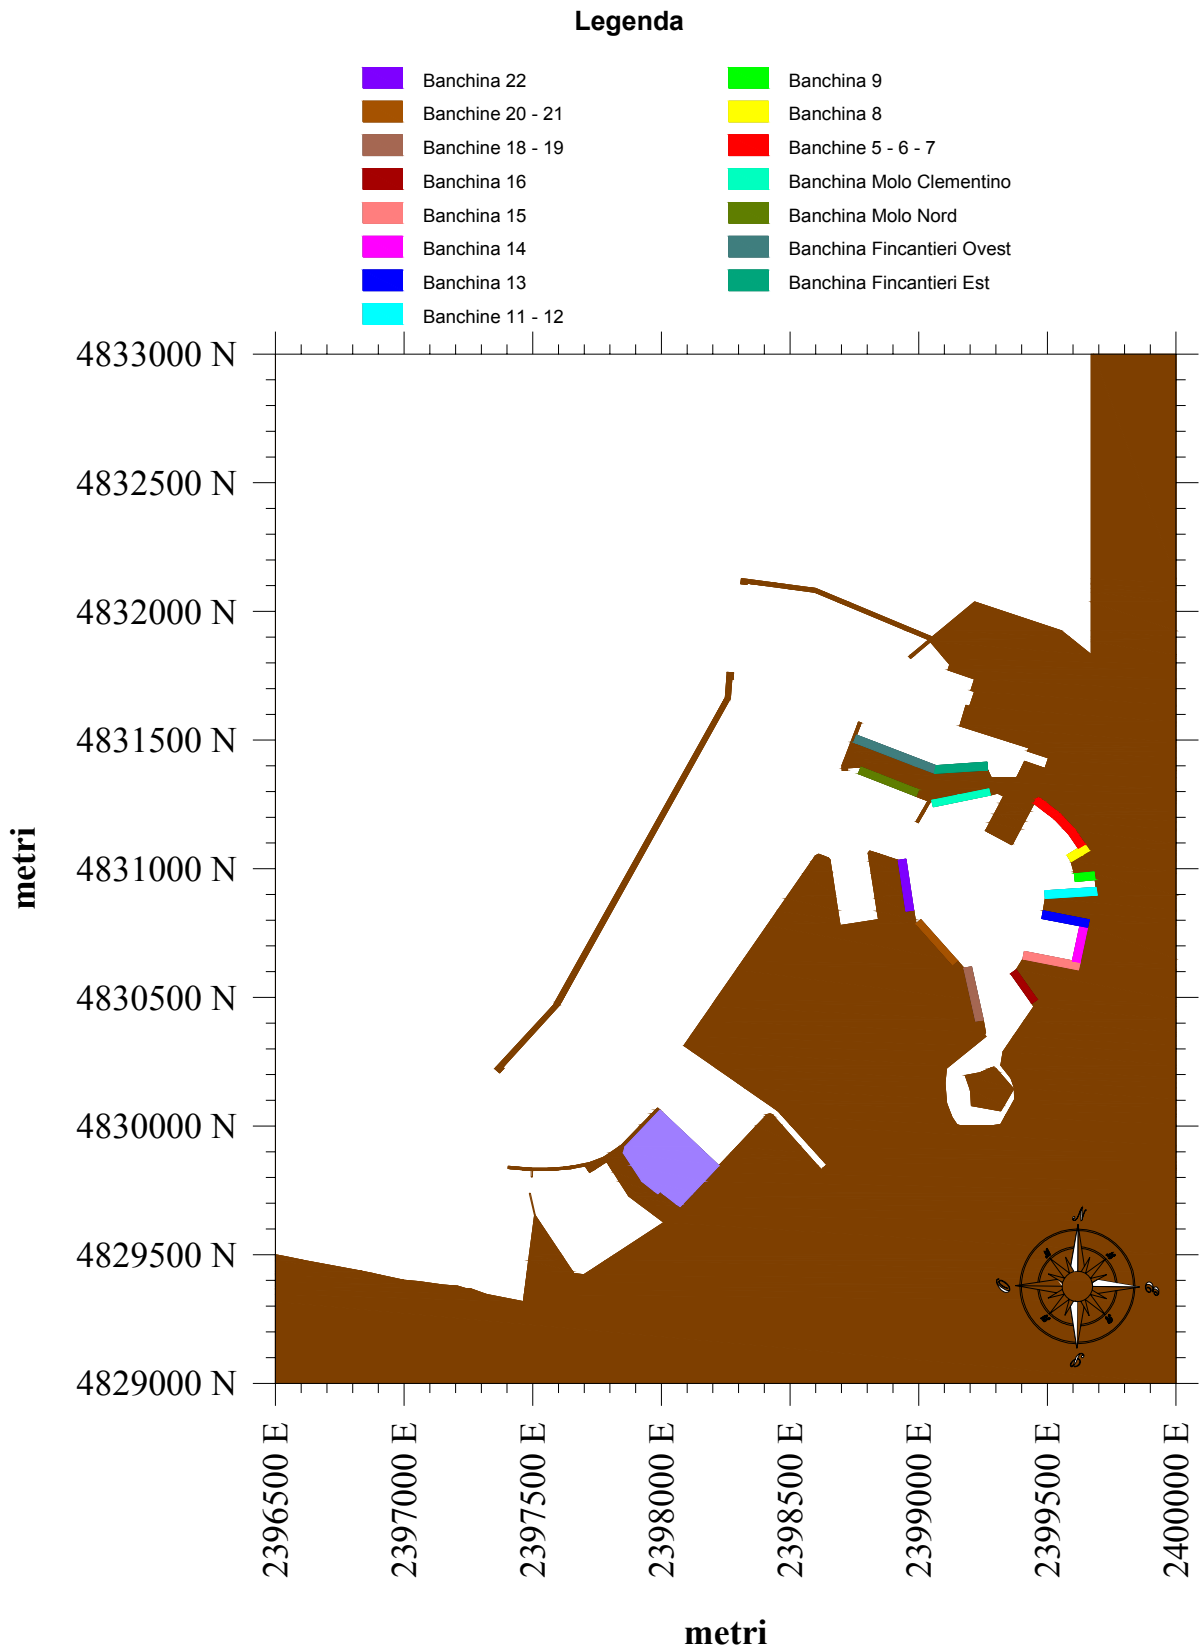 Legenda
Banchina 22
Banchine 20 - 21
Banchine 18 - 19
Banchina 16
Banchina 15
Banchina 14
Banchina 13
Banchine 11 - 12
Banchina 9
Banchina 8
Banchine 5 - 6 - 7
Banchina Molo Clementino
Banchina Molo Nord
Banchina Fincantieri Ovest
Banchina Fincantieri Est
4833000 N
4832500 N
4832000 N
4831500 N
4831000 N
4830500 N
4830000 N
4829500 N
4829000 N
metri
N
O
S
2396500 E
2397000 E
2397500 E
2398000 E
2398500 E
2399000 E
2399500 E
2400000 E
metri